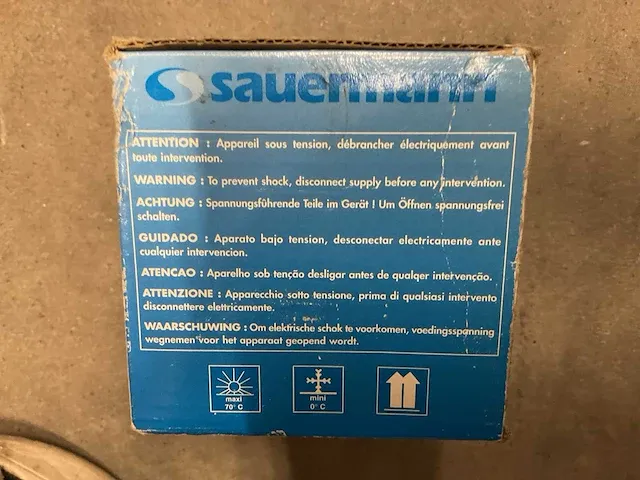 sauermann
ATTENTION : Appareil sous tension, débrancher électriquement avant
toute intervention.
WARNING : To prevent shock, disconnect supply before any intervention.
ACHTUNG : Spannungsführende Teile im Gerät ! Um Öffnen spannungsfrei
schalten.
GUIDADO : Aparato bajo tension, desconectar electricamente ante
cualquier intervencion.
ATENCAO : Aparelho sob tenção desligar antes de qualqer intervenção.
ATTENZIONE : Apparecchio sotto tensione, prima di qualsiasi intervento
disconnettere elettricamente.
WAARSCHUWING : Om elektrische schok te voorkomen, voedingsspanning
wegnemen voor het apparaat geopend wordt.
maxi
70° C
mini
0° C